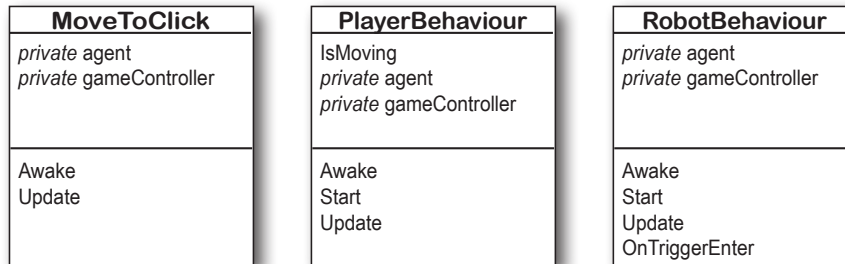 MoveToClick
private agent
private gameController
Awake
Update
PlayerBehaviour
IsMoving
private agent
private gameController
Awake
Start
Update
RobotBehaviour
private agent
private gameController
Awake
Start
Update
OnTriggerEnter